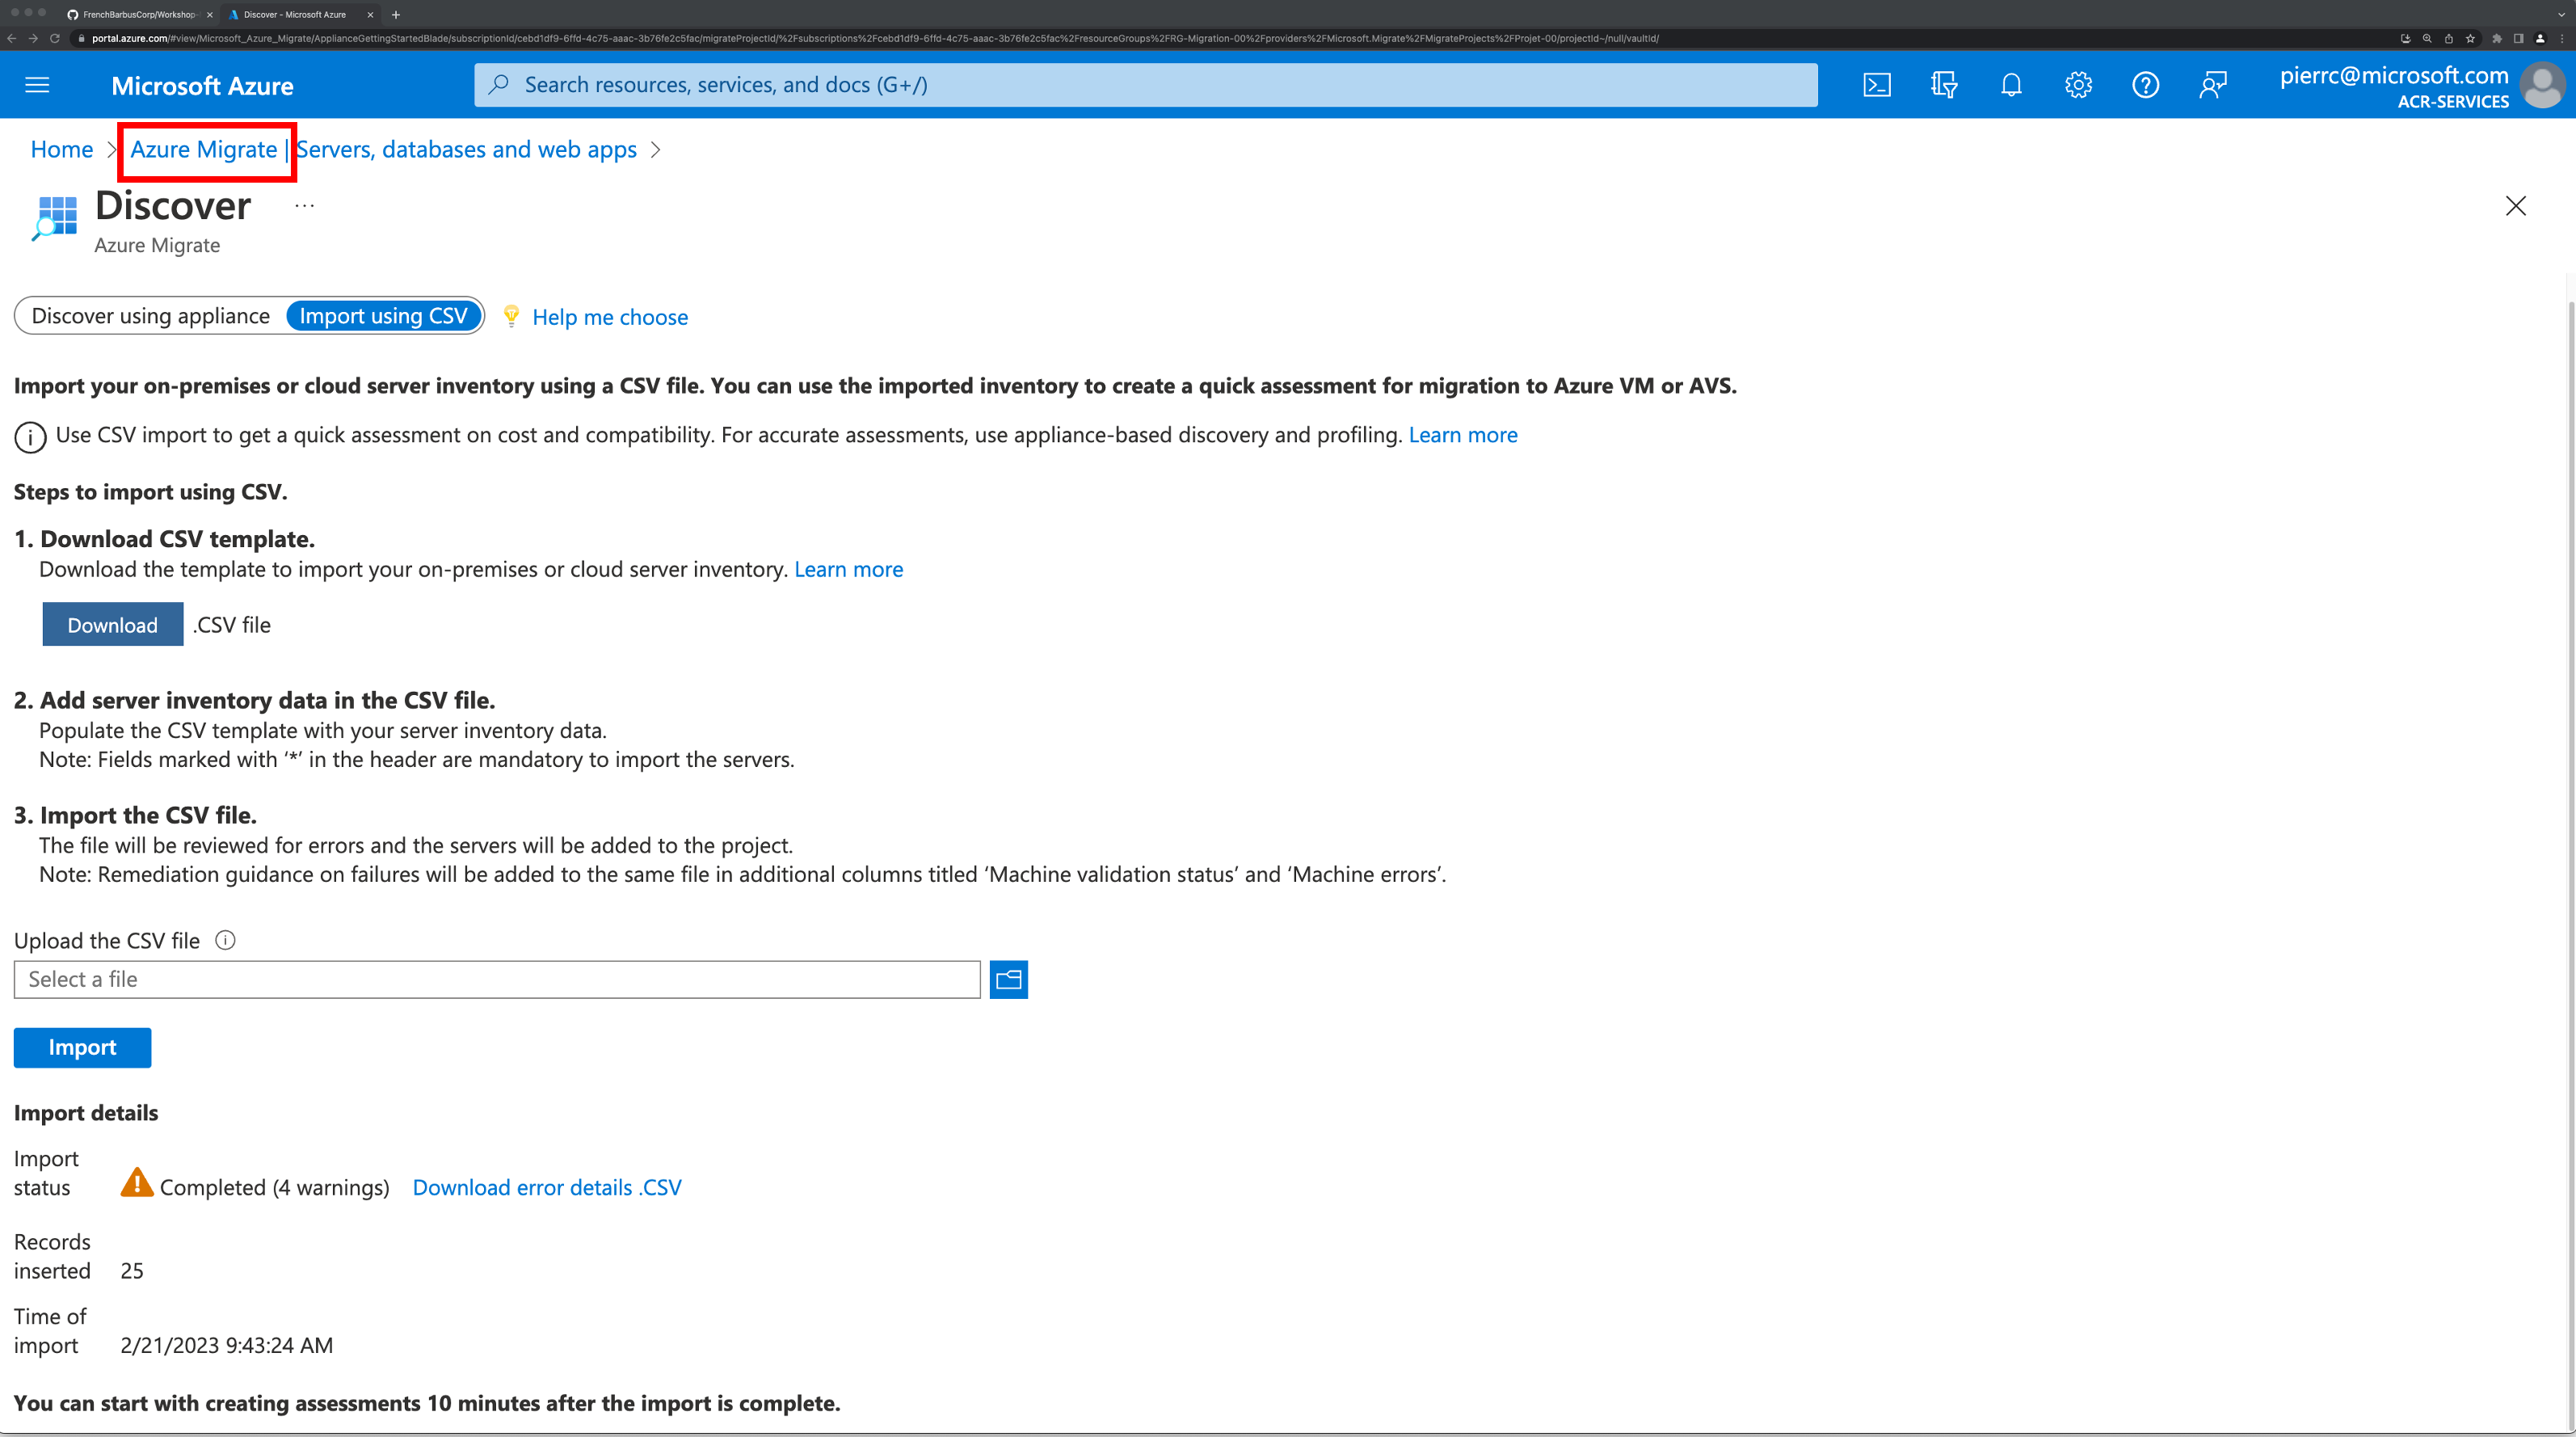 FrenchBarbusCorp/Workshop-
Discover - Microsoft Azure
portal.azure.com/#view/Microsoft_Azure_Migrate/ApplianceGettingStartedBlade/subscriptionId/cebd1df9-6ffd-4c75-aaac-3b76fe2c5fac/migrateProjectId/%2Fsubscriptions%2Fcebd1df9-6ffd-4c75-aaac-3b76fe2c5fac%2FresourceGroups%2FRG-Migration-00%2Fproviders%2FMicrosoft.Migrate%2FMigrateProjects%2FProjet-00/projectId~/null/vaultId/
Microsoft Azure
Search resources, services, and docs (G+/)
pierrc@microsoft.com
ACR-SERVICES
Home > Azure Migrate | Servers, databases and web apps >
Discover ...
Azure Migrate
Discover using appliance Import using CSV Help me choose
Import your on-premises or cloud server inventory using a CSV file. You can use the imported inventory to create a quick assessment for migration to Azure VM or AVS.
Use CSV import to get a quick assessment on cost and compatibility. For accurate assessments, use appliance-based discovery and profiling. Learn more
Steps to import using CSV.
1. Download CSV template.
Download the template to import your on-premises or cloud server inventory. Learn more
Download .CSV file
2. Add server inventory data in the CSV file.
Populate the CSV template with your server inventory data.
Note: Fields marked with ‘*’ in the header are mandatory to import the servers.
3. Import the CSV file.
The file will be reviewed for errors and the servers will be added to the project.
Note: Remediation guidance on failures will be added to the same file in additional columns titled ‘Machine validation status’ and ‘Machine errors’.
Upload the CSV file
Select a file
Import
Import details
Import
status Completed (4 warnings) Download error details .CSV
Records
inserted 25
Time of
import 2/21/2023 9:43:24 AM
You can start with creating assessments 10 minutes after the import is complete.